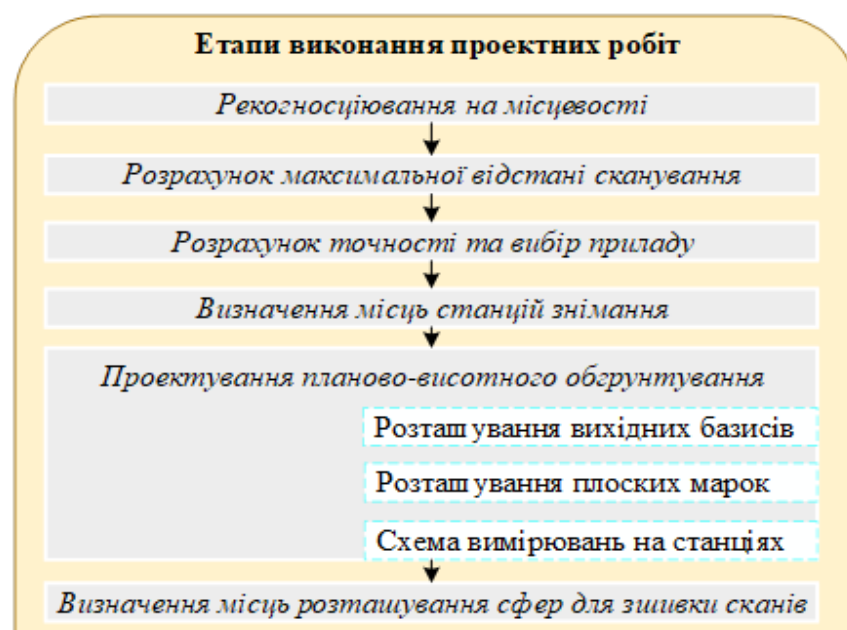 Етапи виконання проектних робіт
Рекогносціювання на місцевості
Розрахунок максимальної відстані сканування
Розрахунок точності та вибір приладу
Визначення місць станцій знімання
Проектування планово-висотного обгрунтування
Розташування вихідних базисів
Розташування плоских марок
Схема вимірювань на станціях
Визначення місць розташування сфер для зшивки сканів